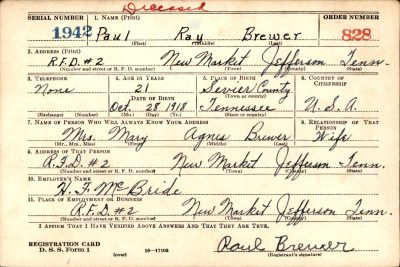 Deceased
SERIAL NUMBER 1. NAME (Print) ORDER NUMBER
1942 Paul Ray Brewer 828
(First) (Middle) (Last)
2. ADDRESS (Print)
R.F.D. #2 New Market Jefferson Tenn.
(Number and street or R. F. D. number) (Town) (County) (State)
3. TELEPHONE 4. AGE IN YEARS 5. PLACE OF BIRTH 6. COUNTRY OF CITIZENSHIP
None 21 Sevier County
DATE OF BIRTH (Town or county)
Oct. 28 1918 Tennessee U.S.A
(Exchange) (Number) (Mo.) (Day) (Yr.) (State or country)
7. NAME OF PERSON WHO WILL ALWAYS KNOW YOUR ADDRESS 8. RELATIONSHIP OF THAT PERSON
Mrs. Mary Agnes Brewer Wife
(Mr., Mrs., Miss) (First) (Middle) (Last)
9. ADDRESS OF THAT PERSON
R.F.D. #2 New Market Jefferson Tenn.
(Number and street or R. F. D. number) (Town) (County) (State)
10. EMPLOYER'S NAME
H. F. McBride
11. PLACE OF EMPLOYMENT OR BUSINESS
R.F.D. #2 New Market Jefferson Tenn.
(Number and street or R. F. D. number) (Town) (County) (State)
I AFFIRM THAT I HAVE VERIFIED ABOVE ANSWERS AND THAT THEY ARE TRUE.
REGISTRATION CARD
D. S. S. Form 1 16—17105 Paul Brewer
(over) (Registrant's signature)